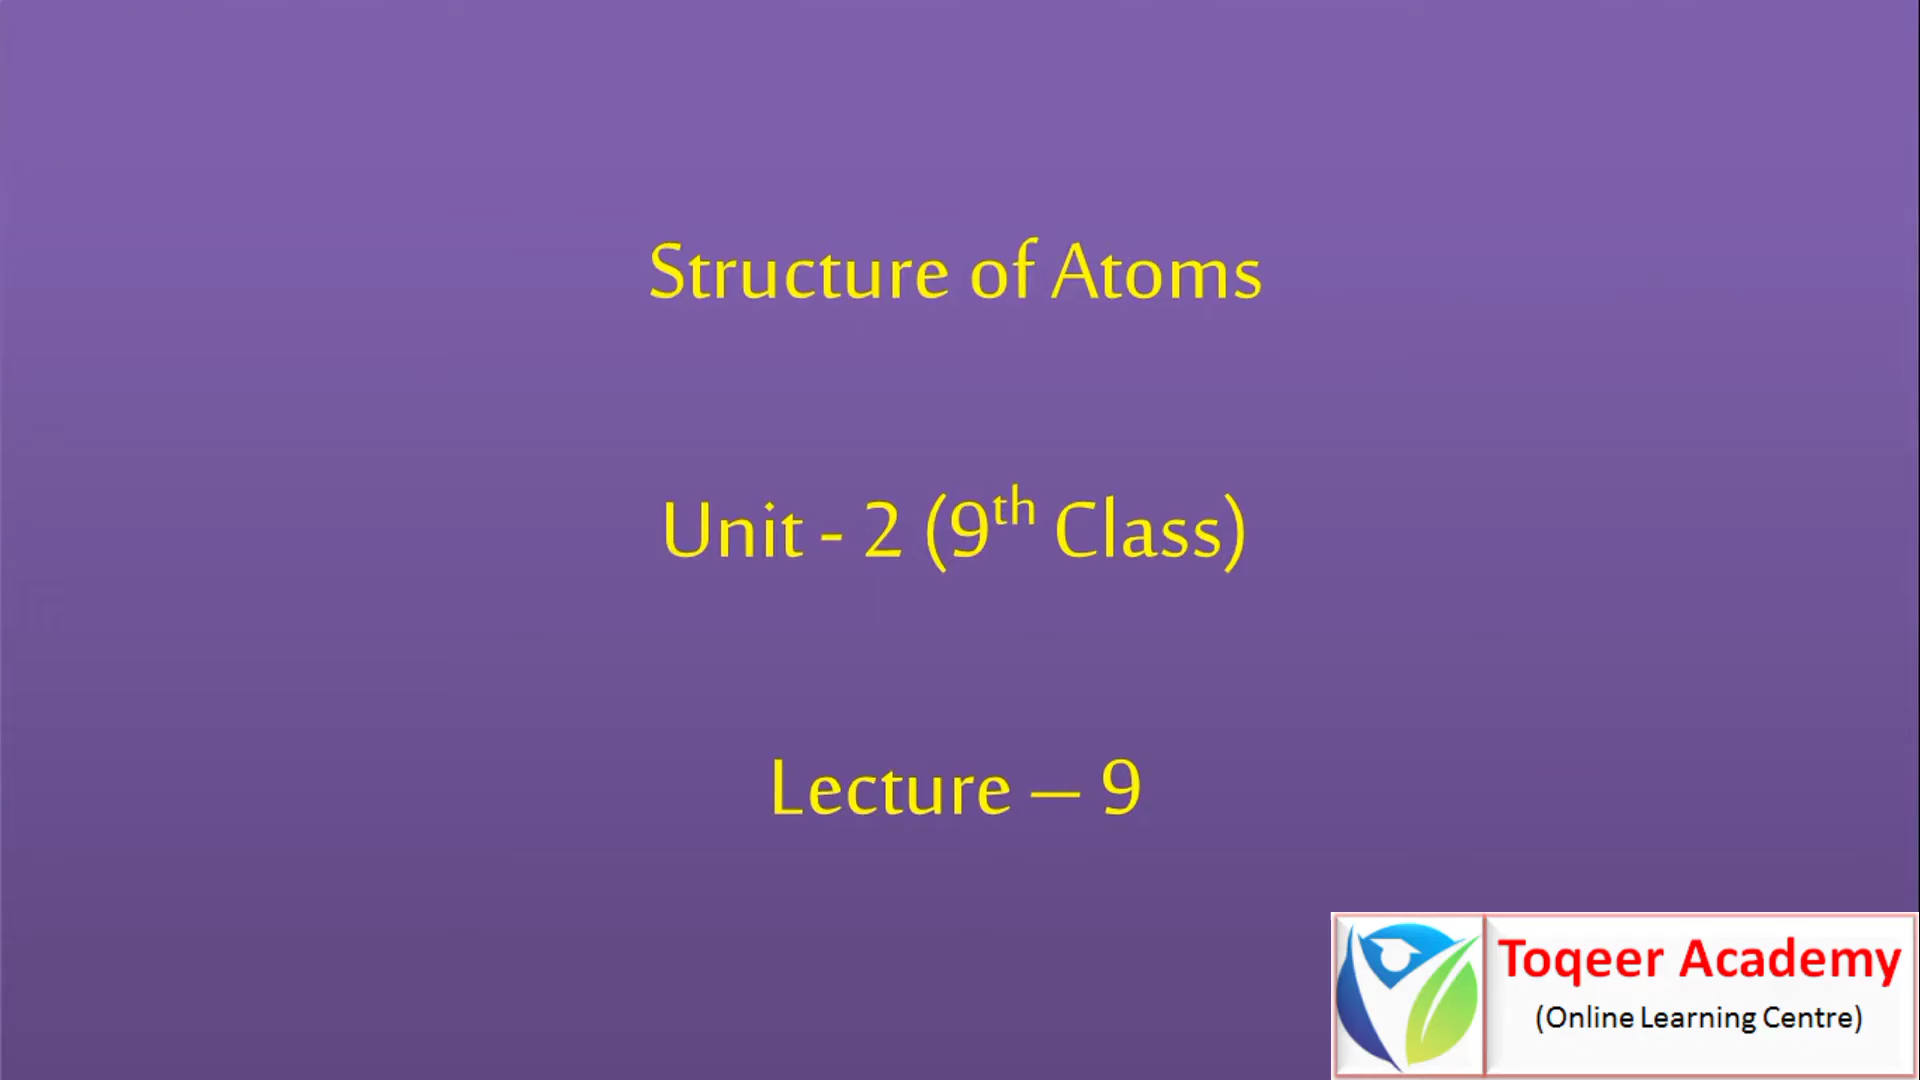 Structure of Atoms
Unit - 2 (9th Class)
Lecture – 9
Toqeer Academy
(Online Learning Centre)